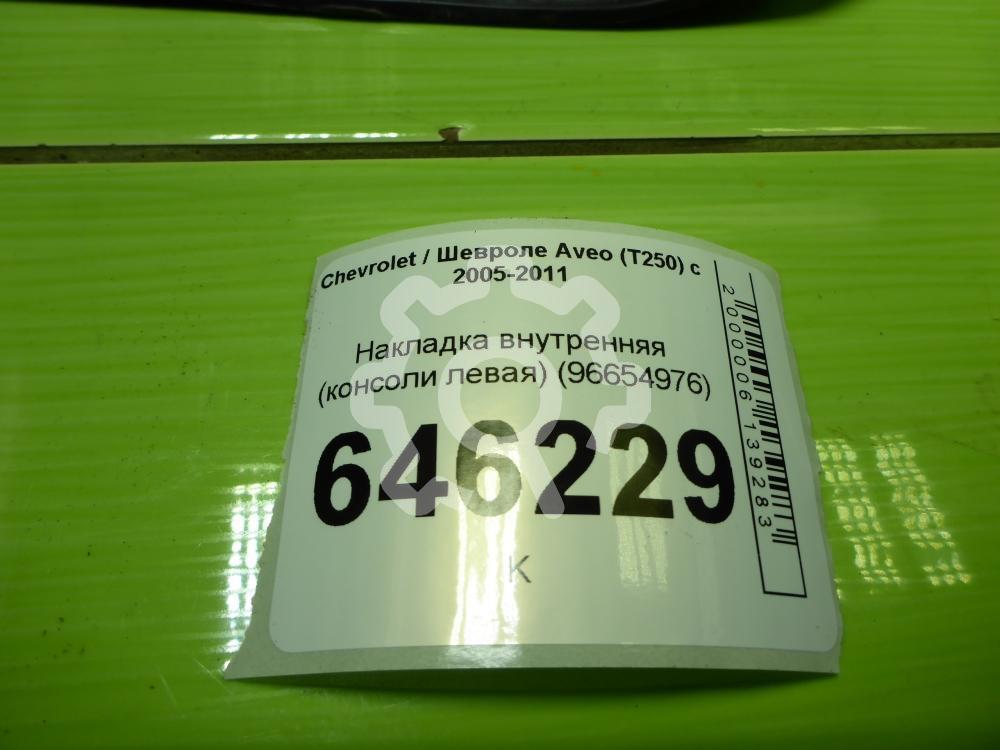 Chevrolet / Шевроле Aveo (T250) с
2005-2011
Накладка внутренняя
(консоли левая) (96654976)
646229
К
2000006139283